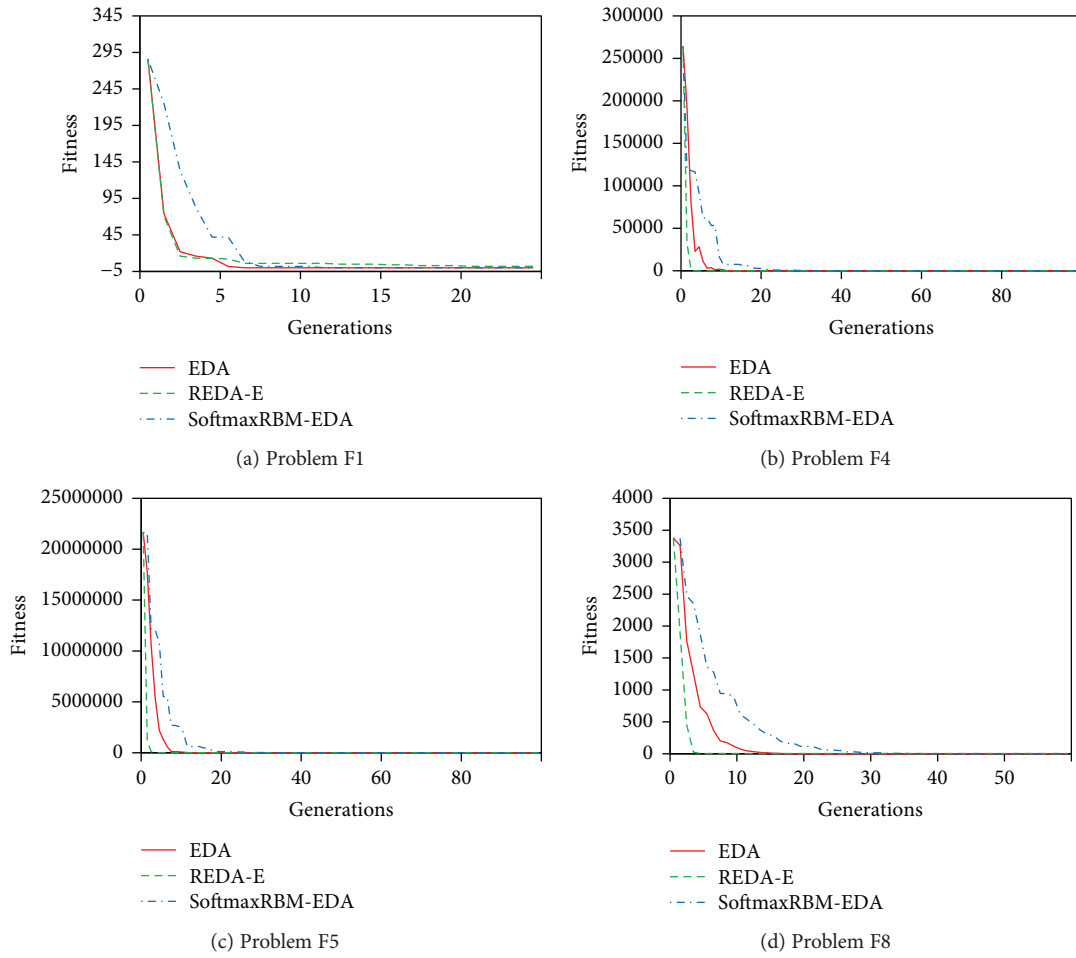 345
295
245
195
145
95
45
−5
Fitness
0
5
10
15
20
Generations
EDA
REDA-E
SoftmaxRBM-EDA
(a) Problem F1
300000
250000
200000
150000
100000
50000
0
Fitness
0
20
40
60
80
Generations
EDA
REDA-E
SoftmaxRBM-EDA
(b) Problem F4
25000000
20000000
15000000
10000000
5000000
0
Fitness
0
20
40
60
80
Generations
EDA
REDA-E
SoftmaxRBM-EDA
(c) Problem F5
4000
3500
3000
2500
2000
1500
1000
500
0
Fitness
0
10
20
30
40
50
Generations
EDA
REDA-E
SoftmaxRBM-EDA
(d) Problem F8